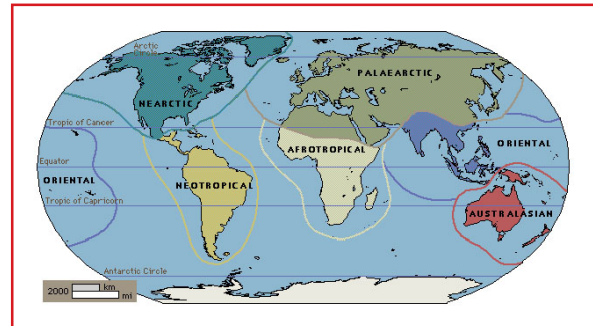 Arctic
Circle
PALAEARCTIC
NEARCTIC
Tropic of Cancer
AFROTROPICAL
ORIENTAL
Equator
ORIENTAL
NEOTROPICAL
Tropic of Capricorn
AUSTRALASIAN
Antarctic Circle
2000 km
mi